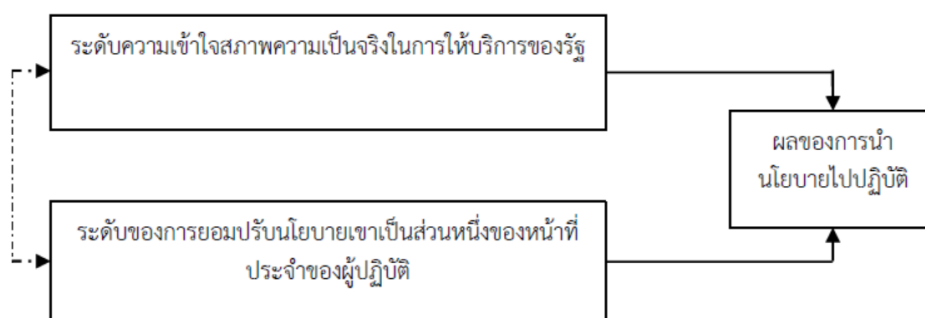 ระดับความเข้าใจสภาพความเป็นจริงในการให้บริการของรัฐ
ผลของการนำ
นโยบายไปปฏิบัติ
ระดับของการยอมปรับนโยบายเขาเป็นส่วนหนึ่งของหน้าที่
ประจำของผู้ปฏิบัติ